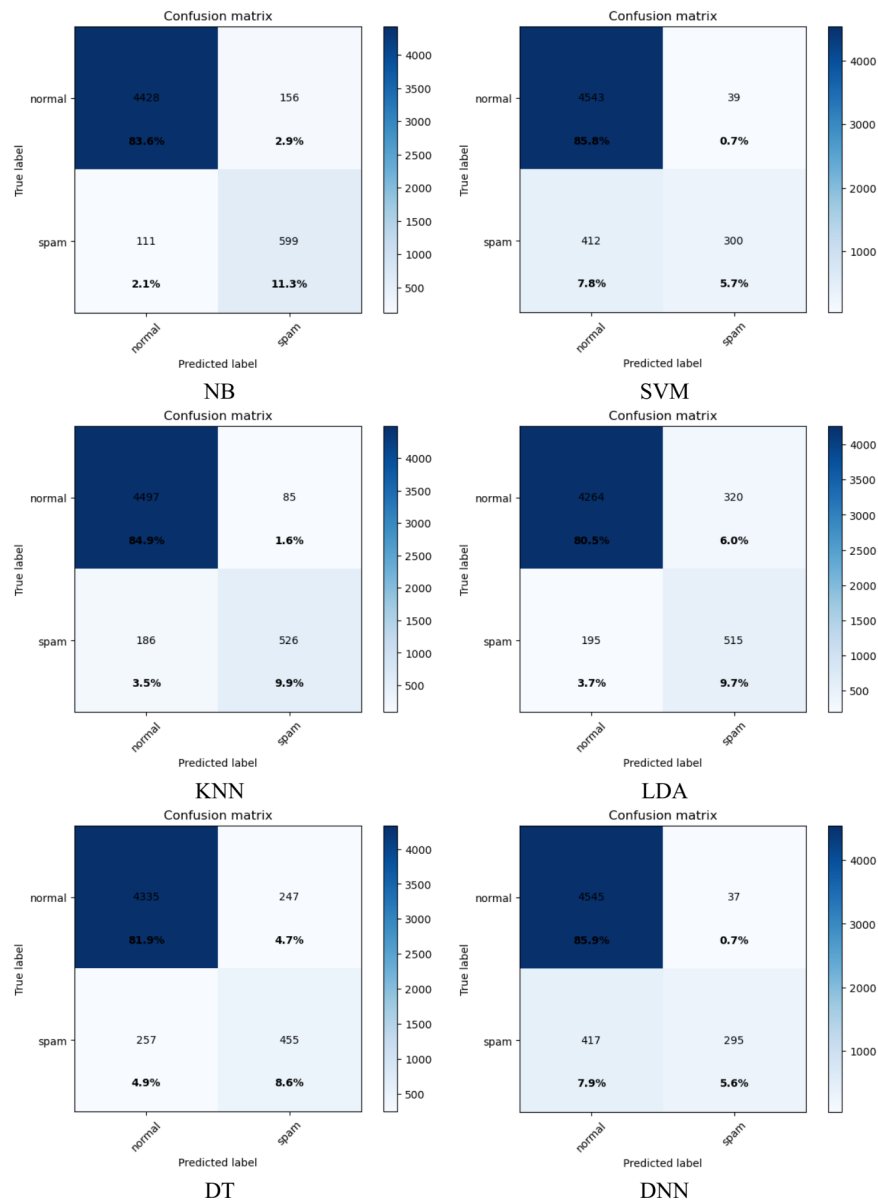 Confusion matrix
normal
spam
True label
4428
156
83.6%
2.9%
111
599
2.1%
11.3%
4000
3500
3000
2500
2000
1500
1000
500
normal
spam
Predicted label
NB
Confusion matrix
normal
spam
True label
4543
39
85.8%
0.7%
412
300
7.8%
5.7%
4000
3000
2000
1000
normal
spam
Predicted label
SVM
Confusion matrix
normal
spam
True label
4497
85
84.9%
1.6%
186
526
3.5%
9.9%
4000
3500
3000
2500
2000
1500
1000
500
normal
spam
Predicted label
KNN
Confusion matrix
normal
spam
True label
4264
320
80.5%
6.0%
195
515
3.7%
9.7%
4000
3500
3000
2500
2000
1500
1000
500
normal
spam
Predicted label
LDA
Confusion matrix
normal
spam
True label
4335
247
81.9%
4.7%
257
455
4.9%
8.6%
4000
3500
3000
2500
2000
1500
1000
500
normal
spam
Predicted label
DT
Confusion matrix
normal
spam
True label
4545
37
85.9%
0.7%
417
295
7.9%
5.6%
4000
3000
2000
1000
normal
spam
Predicted label
DNN